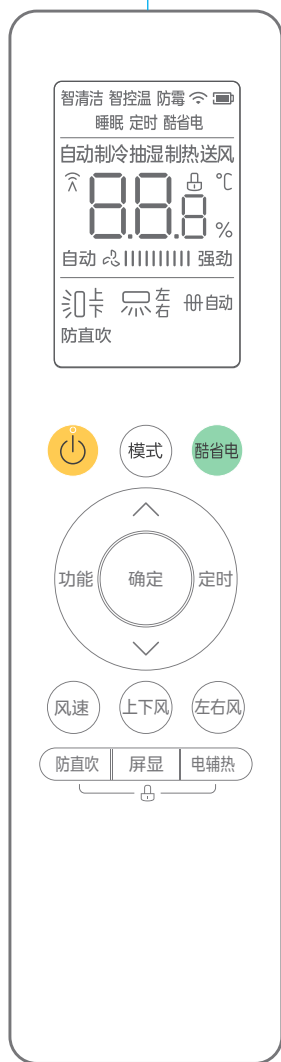 智清洁 智控温 防霉
睡眠 定时 酷省电
自动制冷抽湿制热送风
88.8 ℃
%
自动 强劲
上下 左右 自动
防直吹
模式 酷省电
功能 确定 定时
风速 上下风 左右风
防直吹 屏显 电辅热